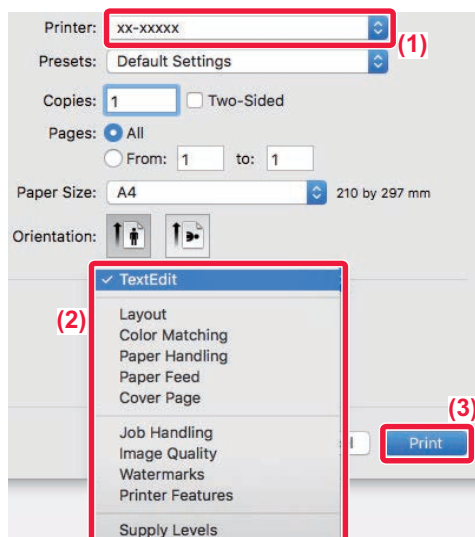 Printer: xx-xxxxx
(1)
Presets: Default Settings
Copies: 1 Two-Sided
Pages: All
From: 1 to: 1
Paper Size: A4 210 by 297 mm
Orientation:
✓ TextEdit
(2)
Layout
Color Matching
Paper Handling
Paper Feed
Cover Page
(3)
Job Handling
Image Quality
Watermarks
Printer Features
Print
Supply Levels